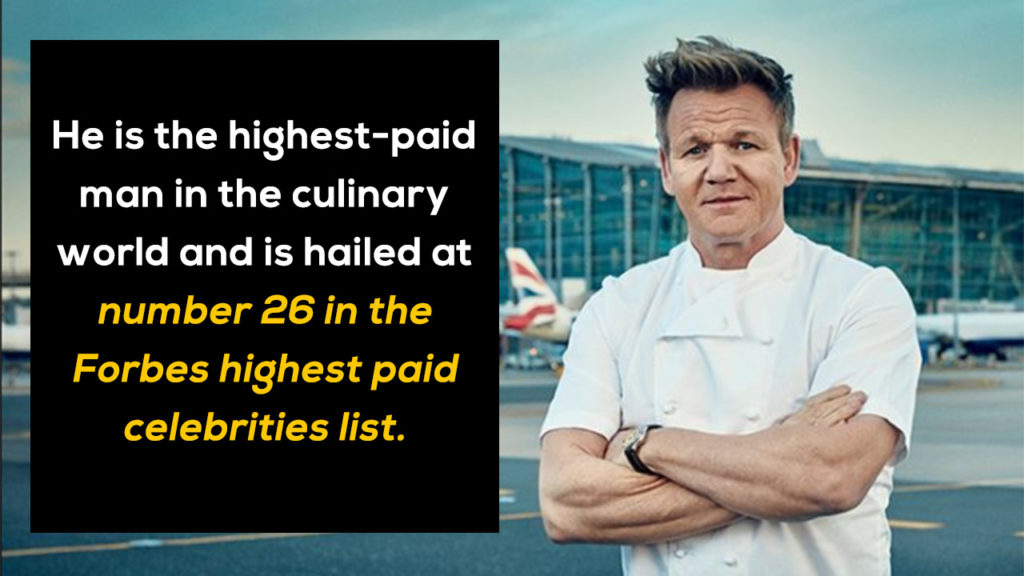 He is the highest-paid
man in the culinary
world and is hailed at
number 26 in the
Forbes highest paid
celebrities list.